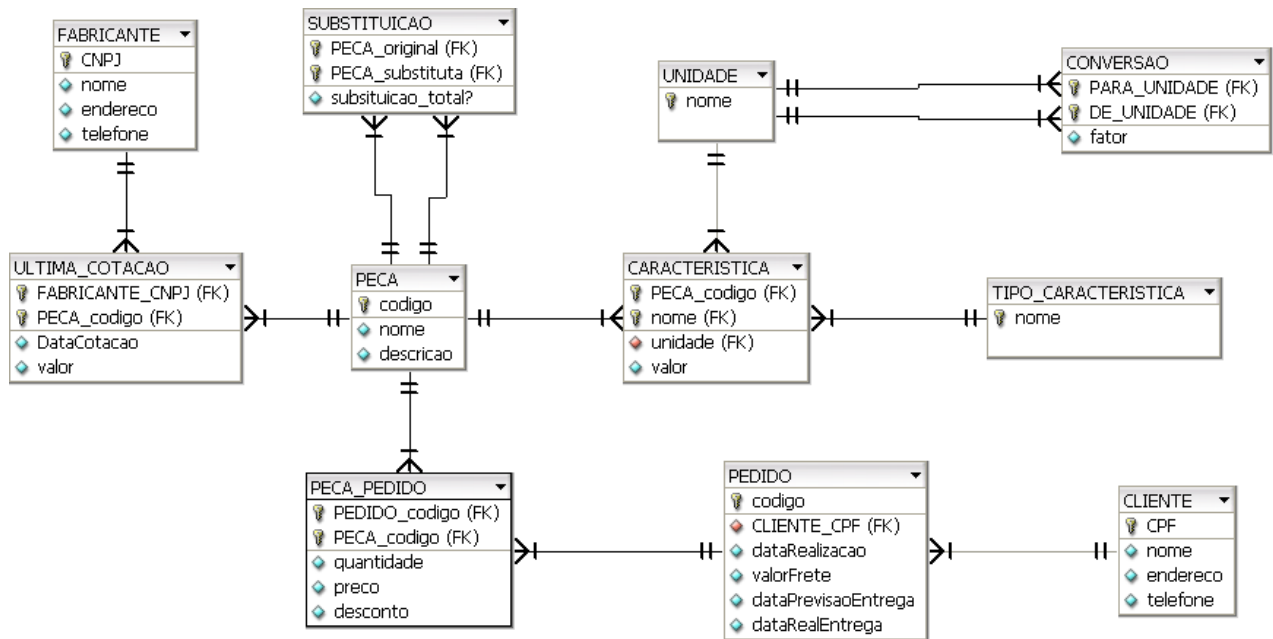 FABRICANTE
CNPJ
nome
endereco
telefone
SUBSTITUICAO
PECA_original (FK)
PECA_substituta (FK)
subsituicao_total?
UNIDADE
nome
CONVERSAO
PARA_UNIDADE (FK)
DE_UNIDADE (FK)
fator
ULTIMA_COTACAO
FABRICANTE_CNPJ (FK)
PECA_codigo (FK)
DataCotacao
valor
PECA
codigo
nome
descricao
CARACTERISTICA
PECA_codigo (FK)
nome (FK)
unidade (FK)
valor
TIPO_CARACTERISTICA
nome
PECA_PEDIDO
PEDIDO_codigo (FK)
PECA_codigo (FK)
quantidade
preco
desconto
PEDIDO
codigo
CLIENTE_CPF (FK)
dataRealizacao
valorFrete
dataPrevisaoEntrega
dataRealEntrega
CLIENTE
CPF
nome
endereco
telefone